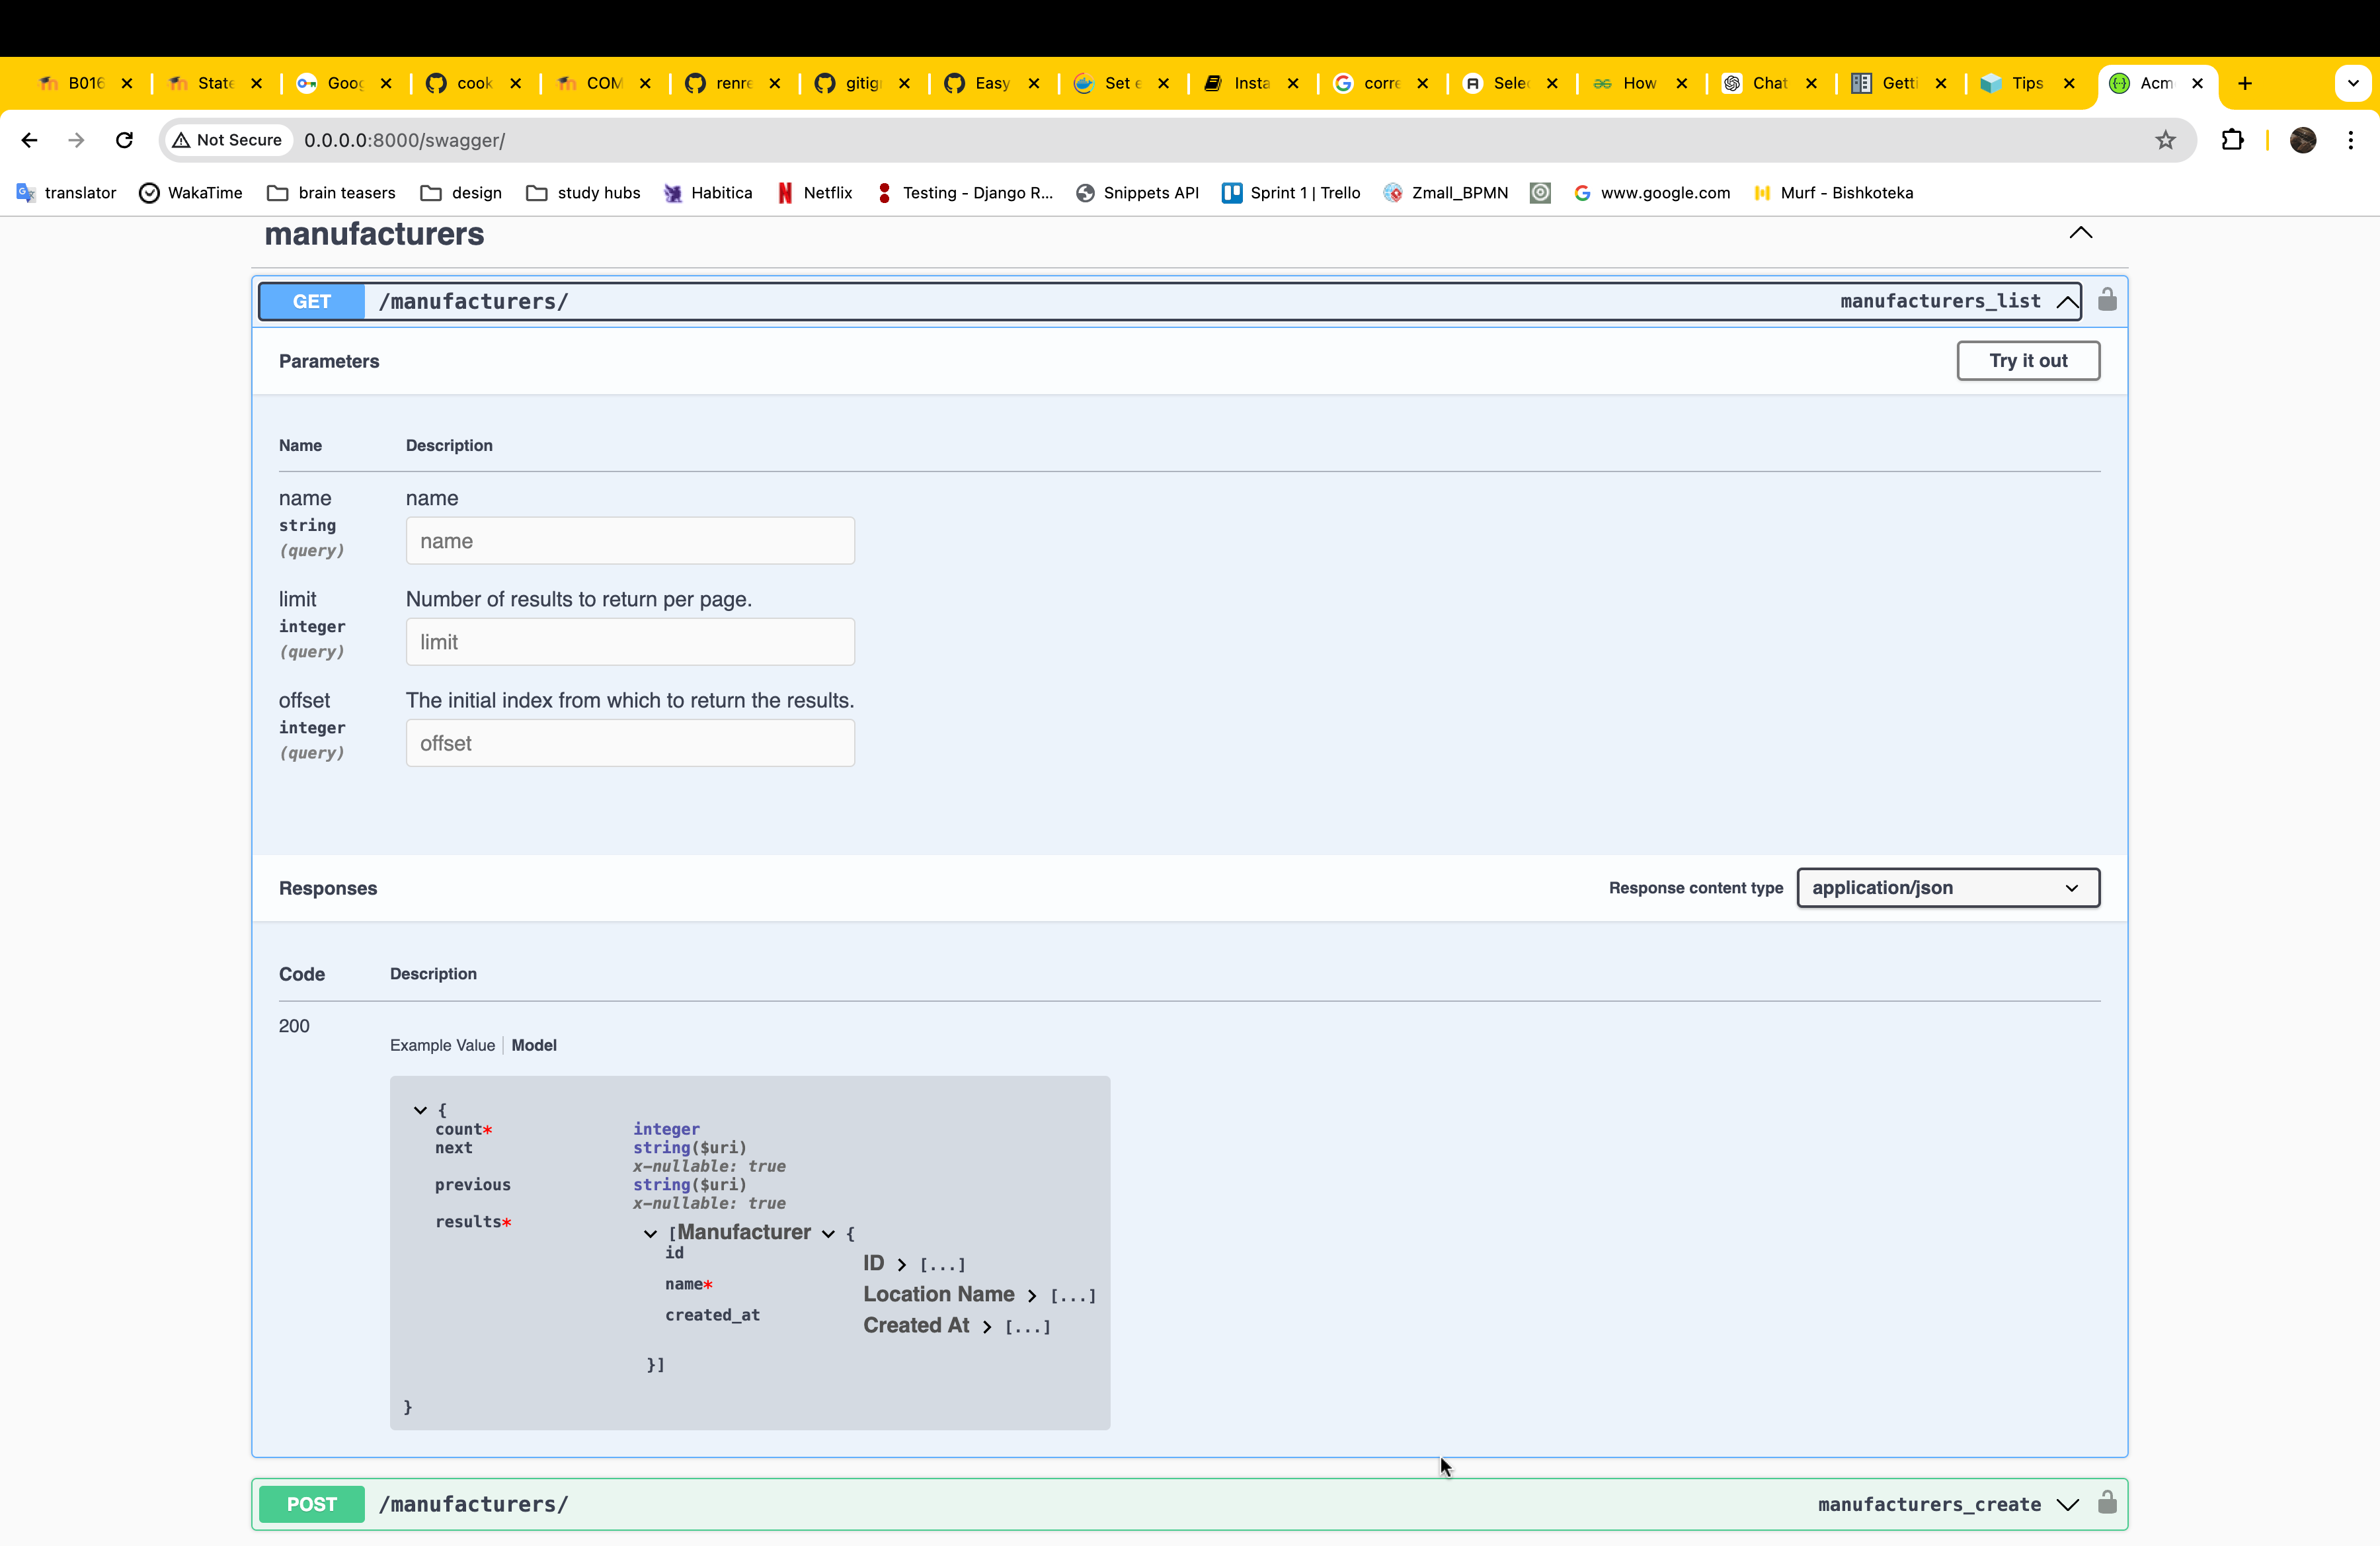 B016
State
Goog
cook
COM
renre
gitig
Easy
Set e
Insta
corre
Selec
How
Chat
Getti
Tips
Acm
Not Secure
0.0.0.0:8000/swagger/
translator
WakaTime
brain teasers
design
study hubs
Habitica
Netflix
Testing - Django R...
Snippets API
Sprint 1 | Trello
Zmall_BPMN
www.google.com
Murf - Bishkoteka
manufacturers
GET /manufacturers/ manufacturers_list
Parameters
Try it out
Name Description
name name
string
(query)
name
limit Number of results to return per page.
integer
(query)
limit
offset The initial index from which to return the results.
integer
(query)
offset
Responses
Response content type application/json
Code Description
200
Example Value Model
{
count* integer
next string($uri)
x-nullable: true
previous string($uri)
x-nullable: true
results* [Manufacturer {
id ID > [...]
name* Location Name > [...]
created_at Created At > [...]
}]
}
POST /manufacturers/ manufacturers_create